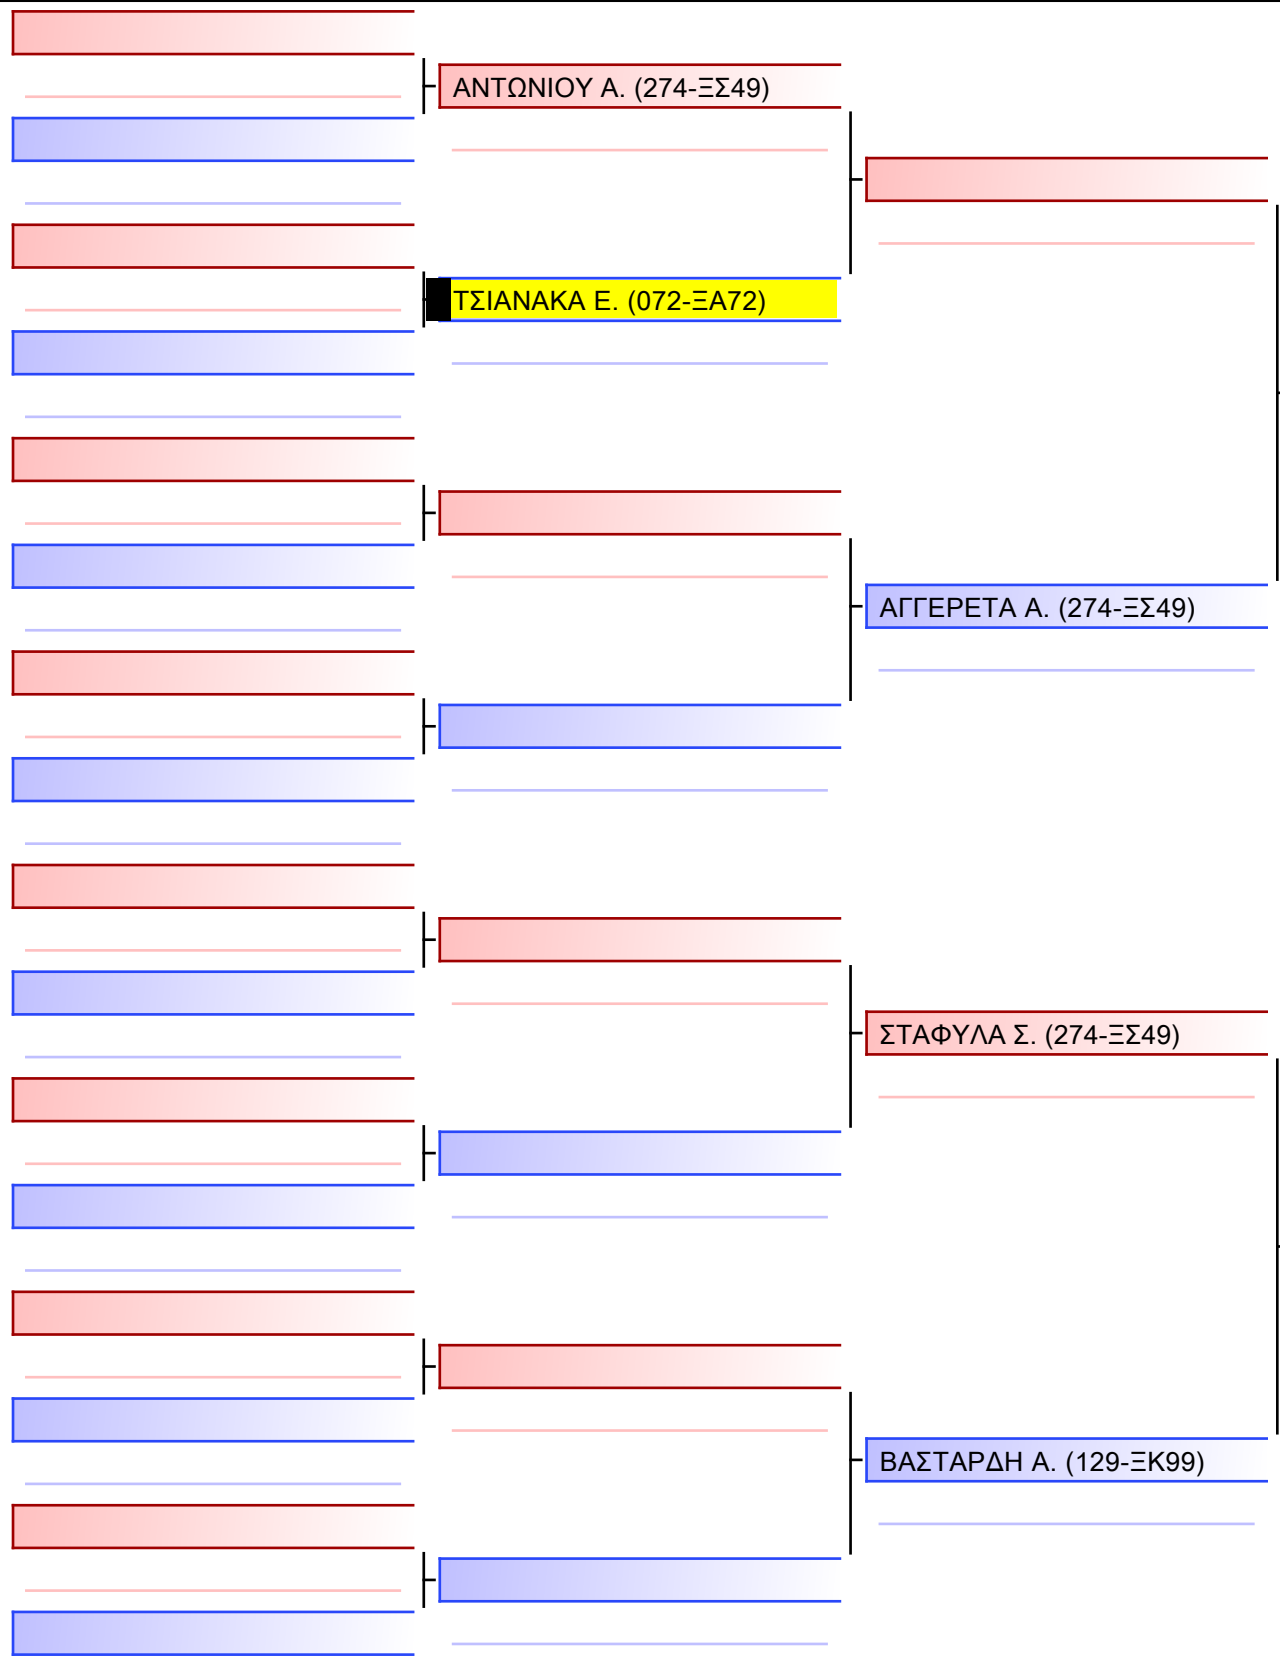 ΑΝΤΩΝΙΟΥ Α. (274-ΞΣ49)
ΤΣΙΑΝΑΚΑ Ε. (072-ΞΑ72)
ΑΓΓΕΡΕΤΑ Α. (274-ΞΣ49)
ΣΤΑΦΥΛΑ Σ. (274-ΞΣ49)
ΒΑΣΤΑΡΔΗ Α. (129-ΞΚ99)